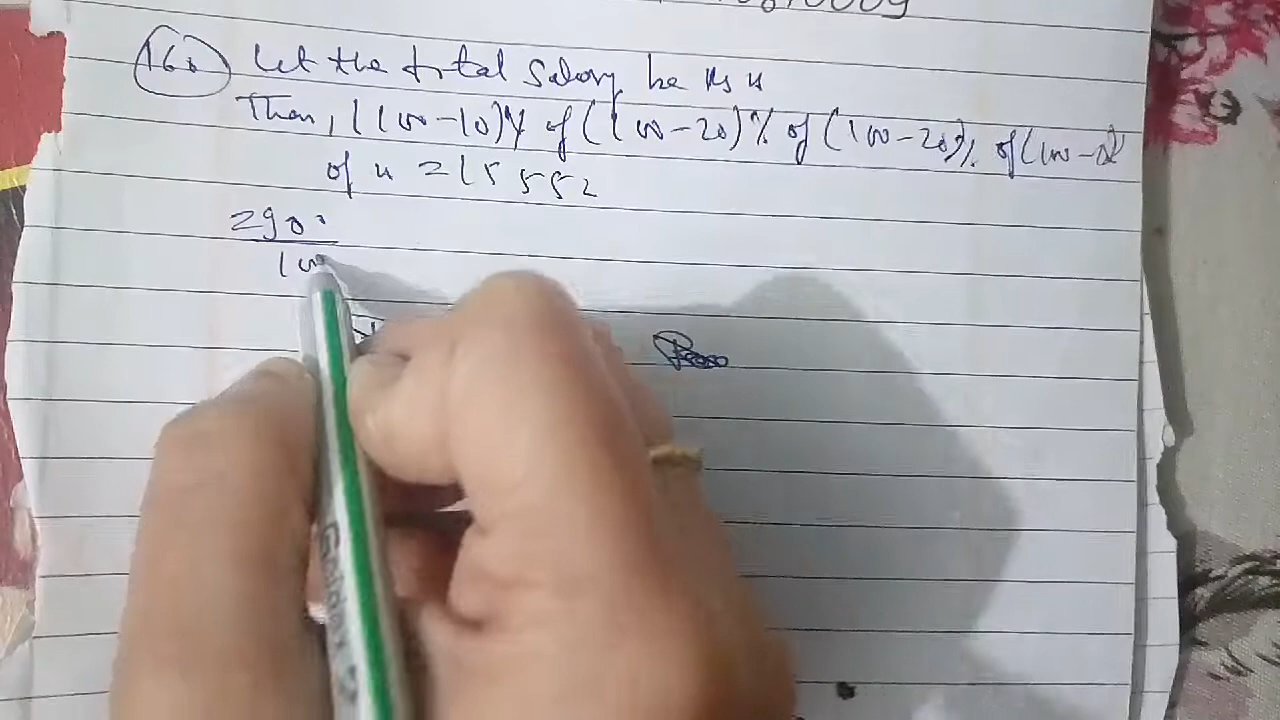 16. Let the total salary be Rs x
Then, (100-10)% of (100-20)% of (100-20)% of (100-
of x = 15552
= 90
100